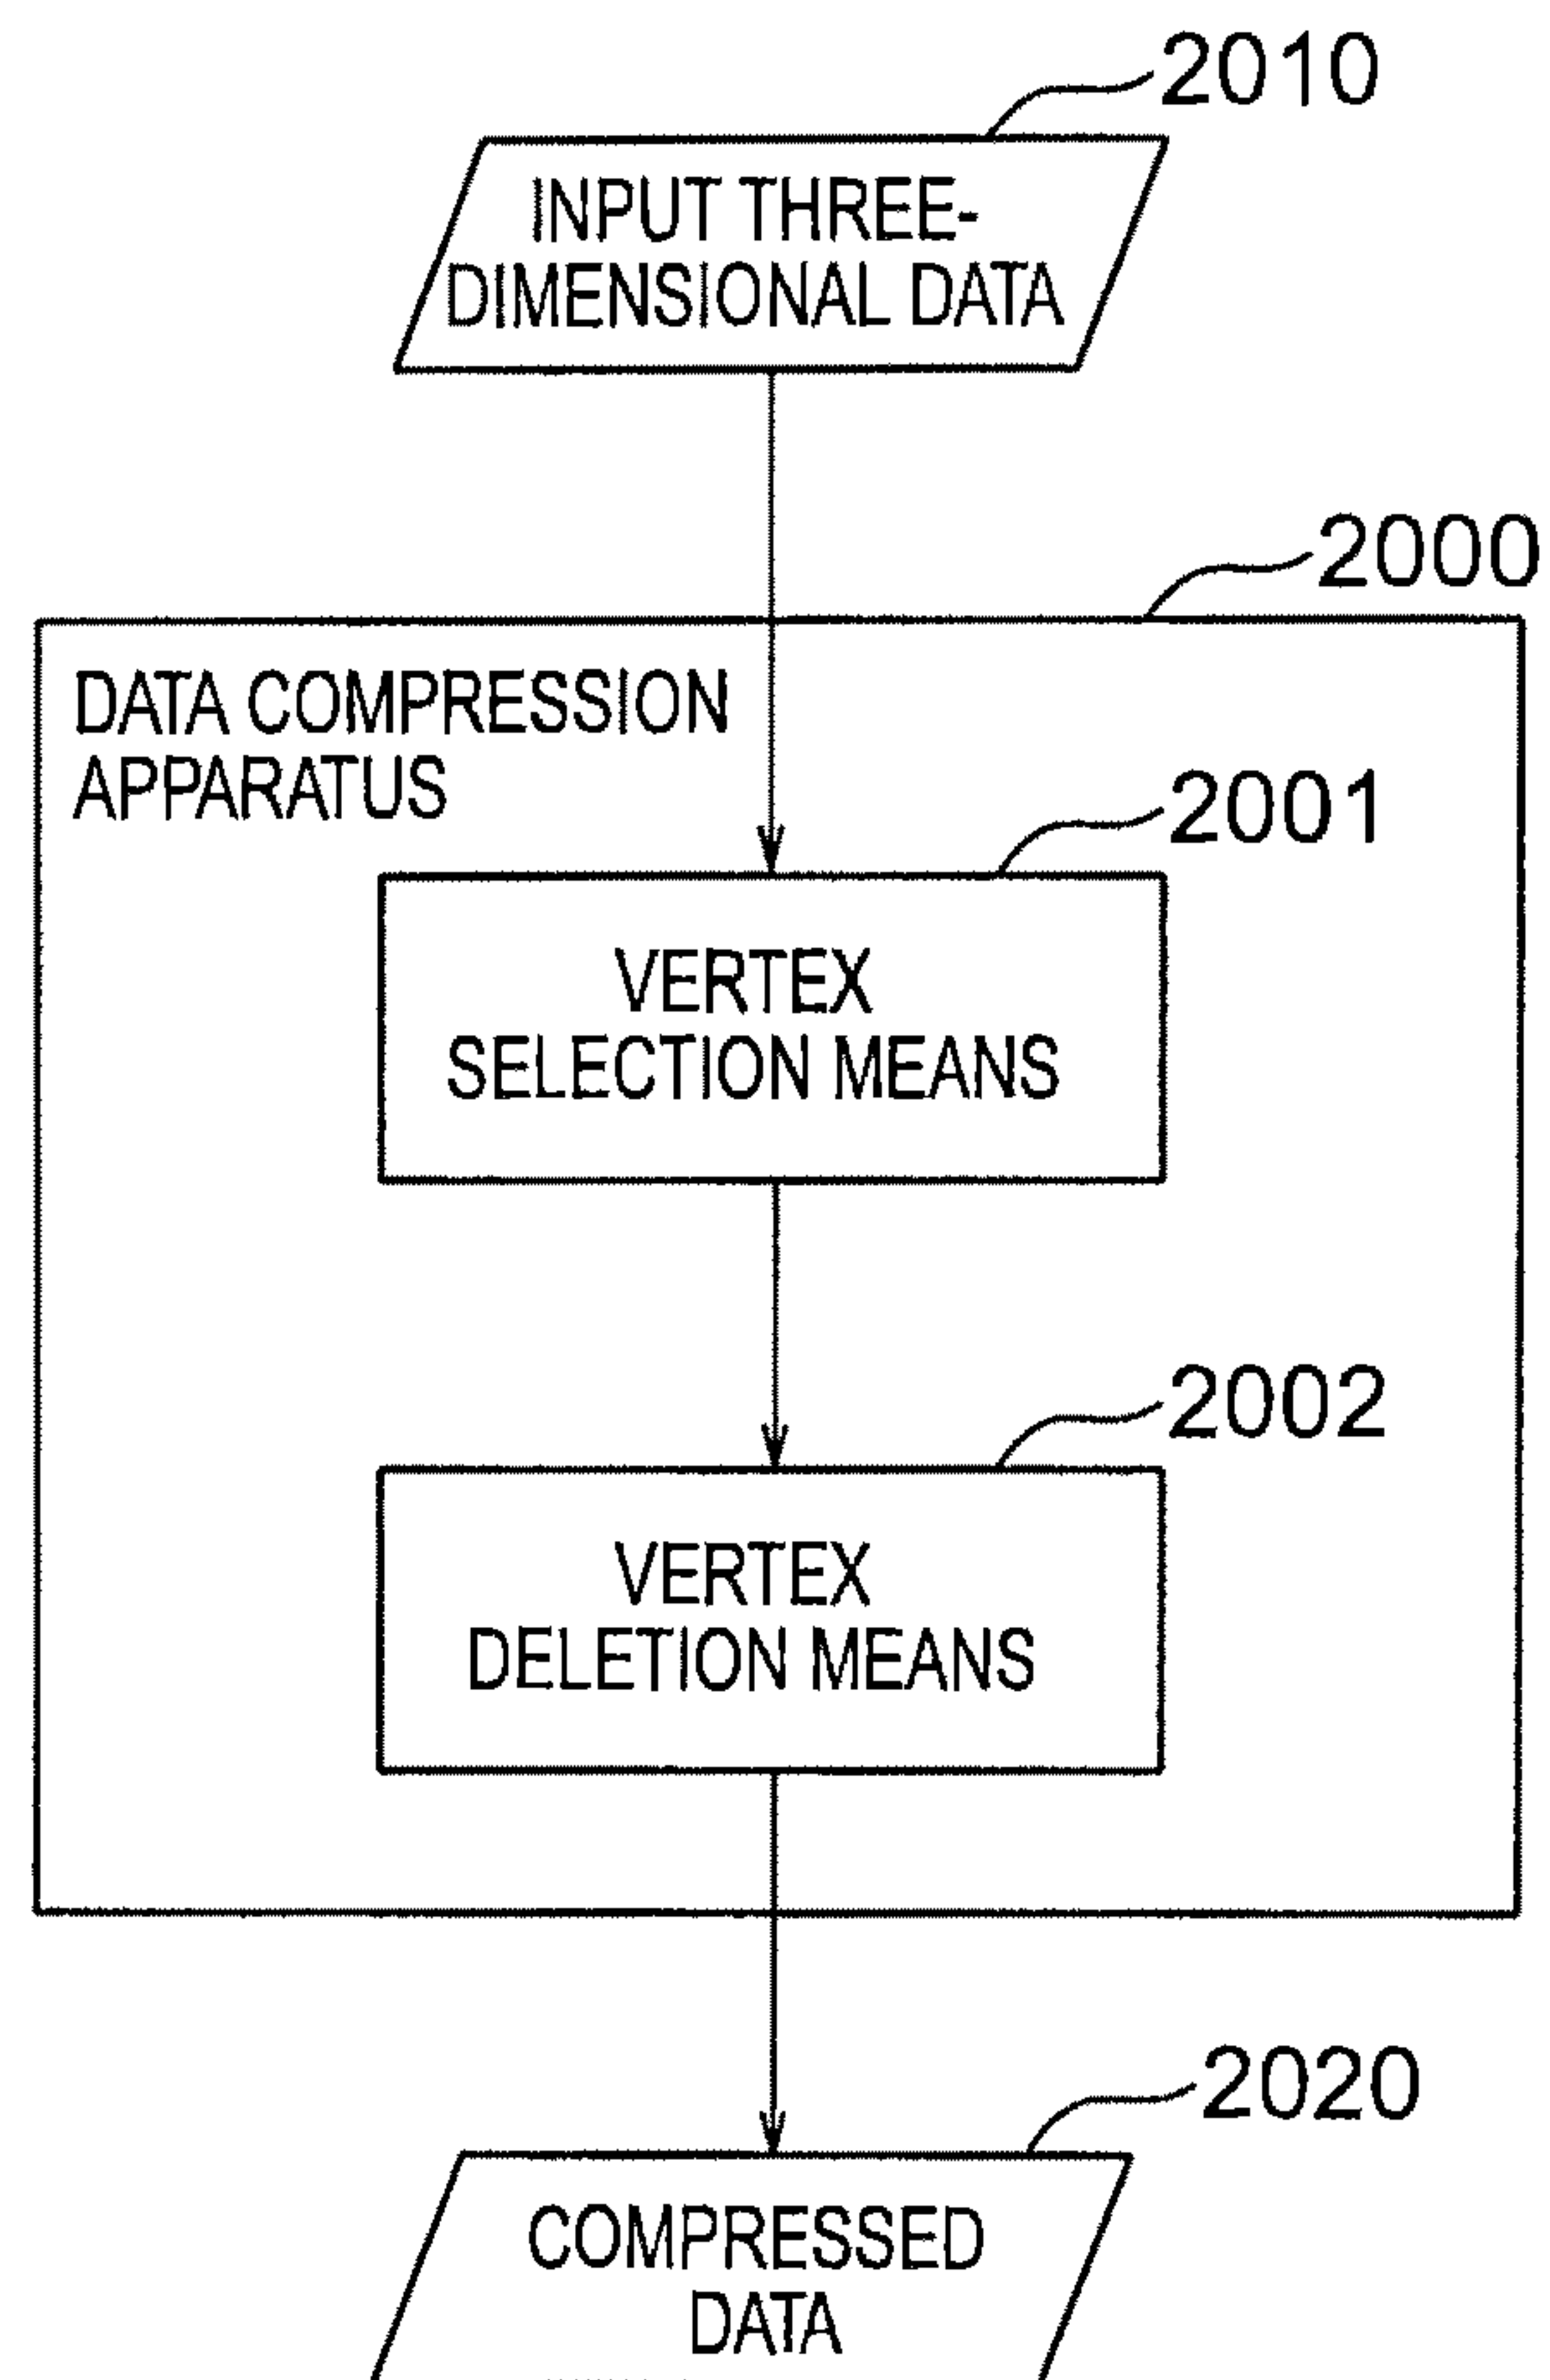 2010
INPUT THREE-
DIMENSIONAL DATA
2000
DATA COMPRESSION
APPARATUS
2001
VERTEX
SELECTION MEANS
2002
VERTEX
DELETION MEANS
2020
COMPRESSED
DATA